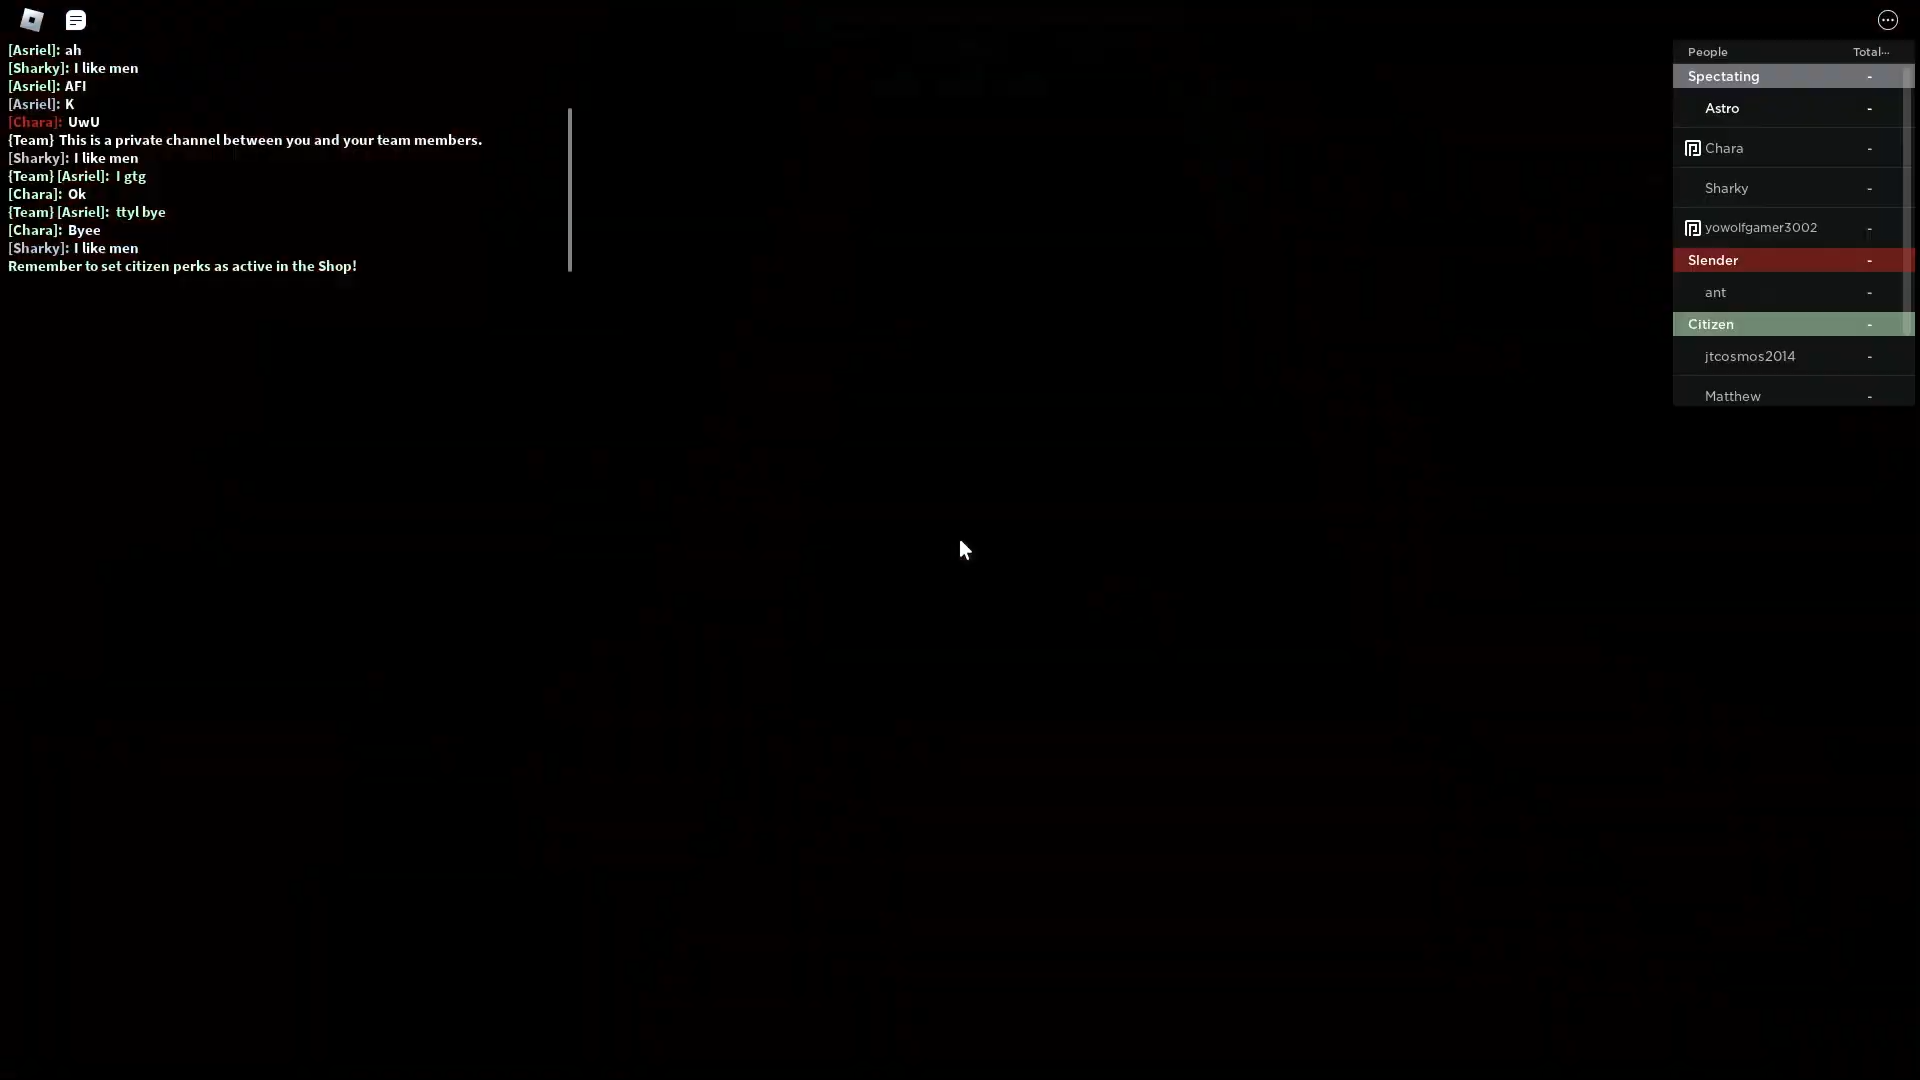 [Asriel]: ah
[Sharky]: I like men
[Asriel]: AFI
[Asriel]: K
[Chara]: UwU
{Team} This is a private channel between you and your team members.
[Sharky]: I like men
{Team} [Asriel]: I gtg
[Chara]: Ok
{Team} [Asriel]: ttyl bye
[Chara]: Byee
[Sharky]: I like men
Remember to set citizen perks as active in the Shop!
People Total...
Spectating -
Astro -
Chara -
Sharky -
yowolfgamer3002 -
Slender -
ant -
Citizen -
jtcosmos2014 -
Matthew -